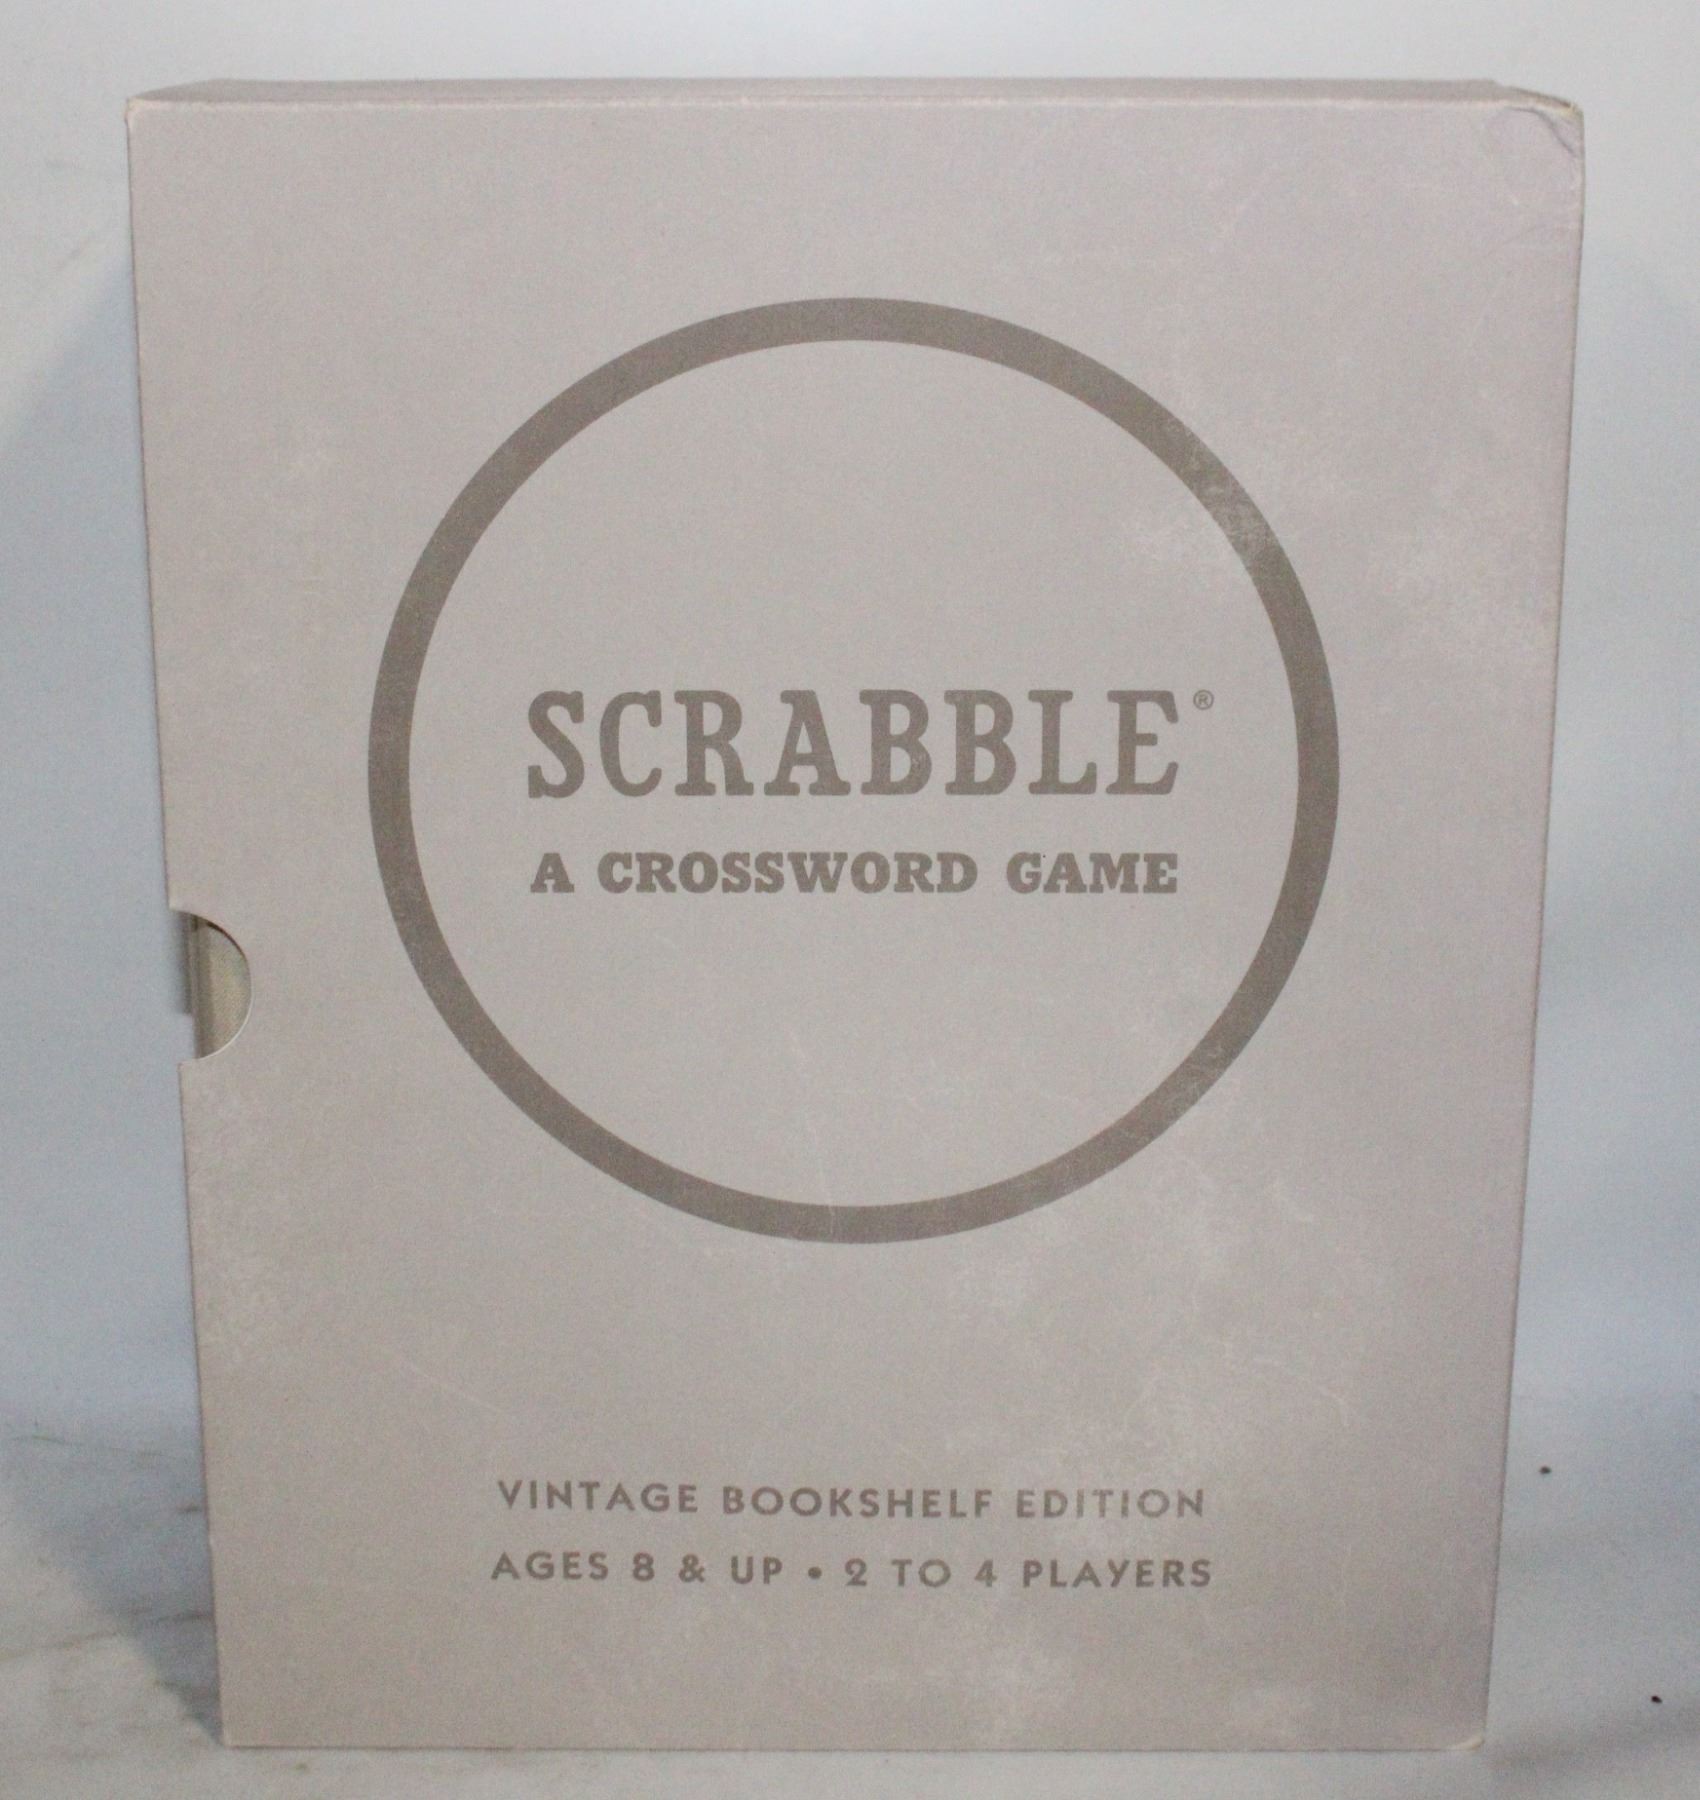 SCRABBLE®
A CROSSWORD GAME
VINTAGE BOOKSHELF EDITION
AGES 8 & UP • 2 TO 4 PLAYERS